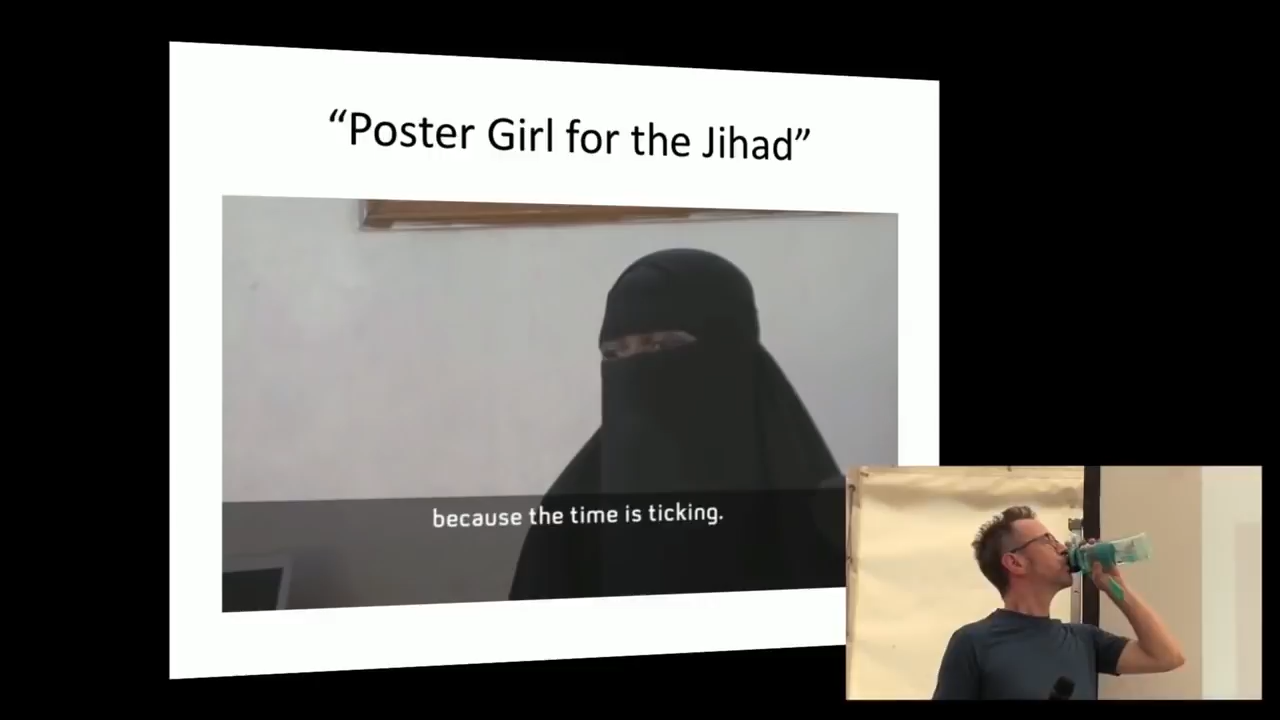 “Poster Girl for the Jihad”
because the time is ticking.